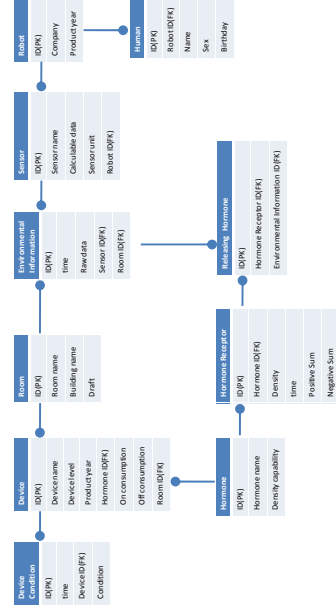 Device
Condition
ID(PK)
time
DeviceID(FK)
Condition
Device
ID(PK)
Device name
Device level
Product year
Hormone ID(FK)
On consumption
Off consumption
Room ID(FK)
Room
ID(PK)
Room name
Building name
Draft
Environmental
Information
ID(PK)
time
Raw data
Sensor ID(FK)
Room ID(FK)
Sensor
ID(PK)
Sensor name
Calculable data
Sensor unit
Robot ID(FK)
Robot
ID(PK)
Company
Product year
Hormone
ID(PK)
Hormone name
Density capability
Hormone Receptor
ID(PK)
Hormone ID(FK)
Density
time
Positive Sum
Negative Sum
Releasing Hormone
ID(PK)
Hormone Receptor ID(FK)
Environmental Information ID(FK)
Human
ID(PK)
Robot ID(FK)
Name
Sex
Birthday